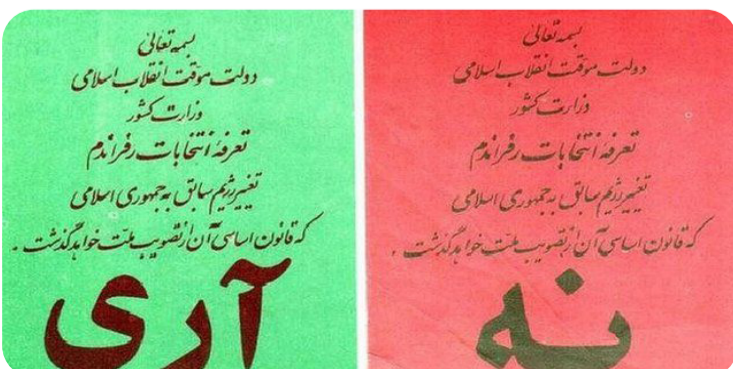 بسمه تعالی
دولت موقت انقلاب اسلامی
وزارت کشور
تعرفهٔ انتخابات رفراندم
تغییر رژیم سابق به جمهوری اسلامی
که قانون اساسی آن از تصویب ملت خواهد گذشت .
آری
بسمه تعالی
دولت موقت انقلاب اسلامی
وزارت کشور
تعرفهٔ انتخابات رفراندم
تغییر رژیم سابق به جمهوری اسلامی
که قانون اساسی آن از تصویب ملت خواهد گذشت .
نه